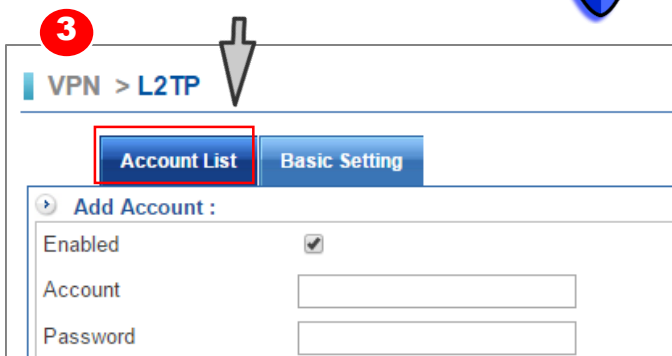 3
VPN > L2TP
Account List Basic Setting
Add Account :
Enabled
Account
Password